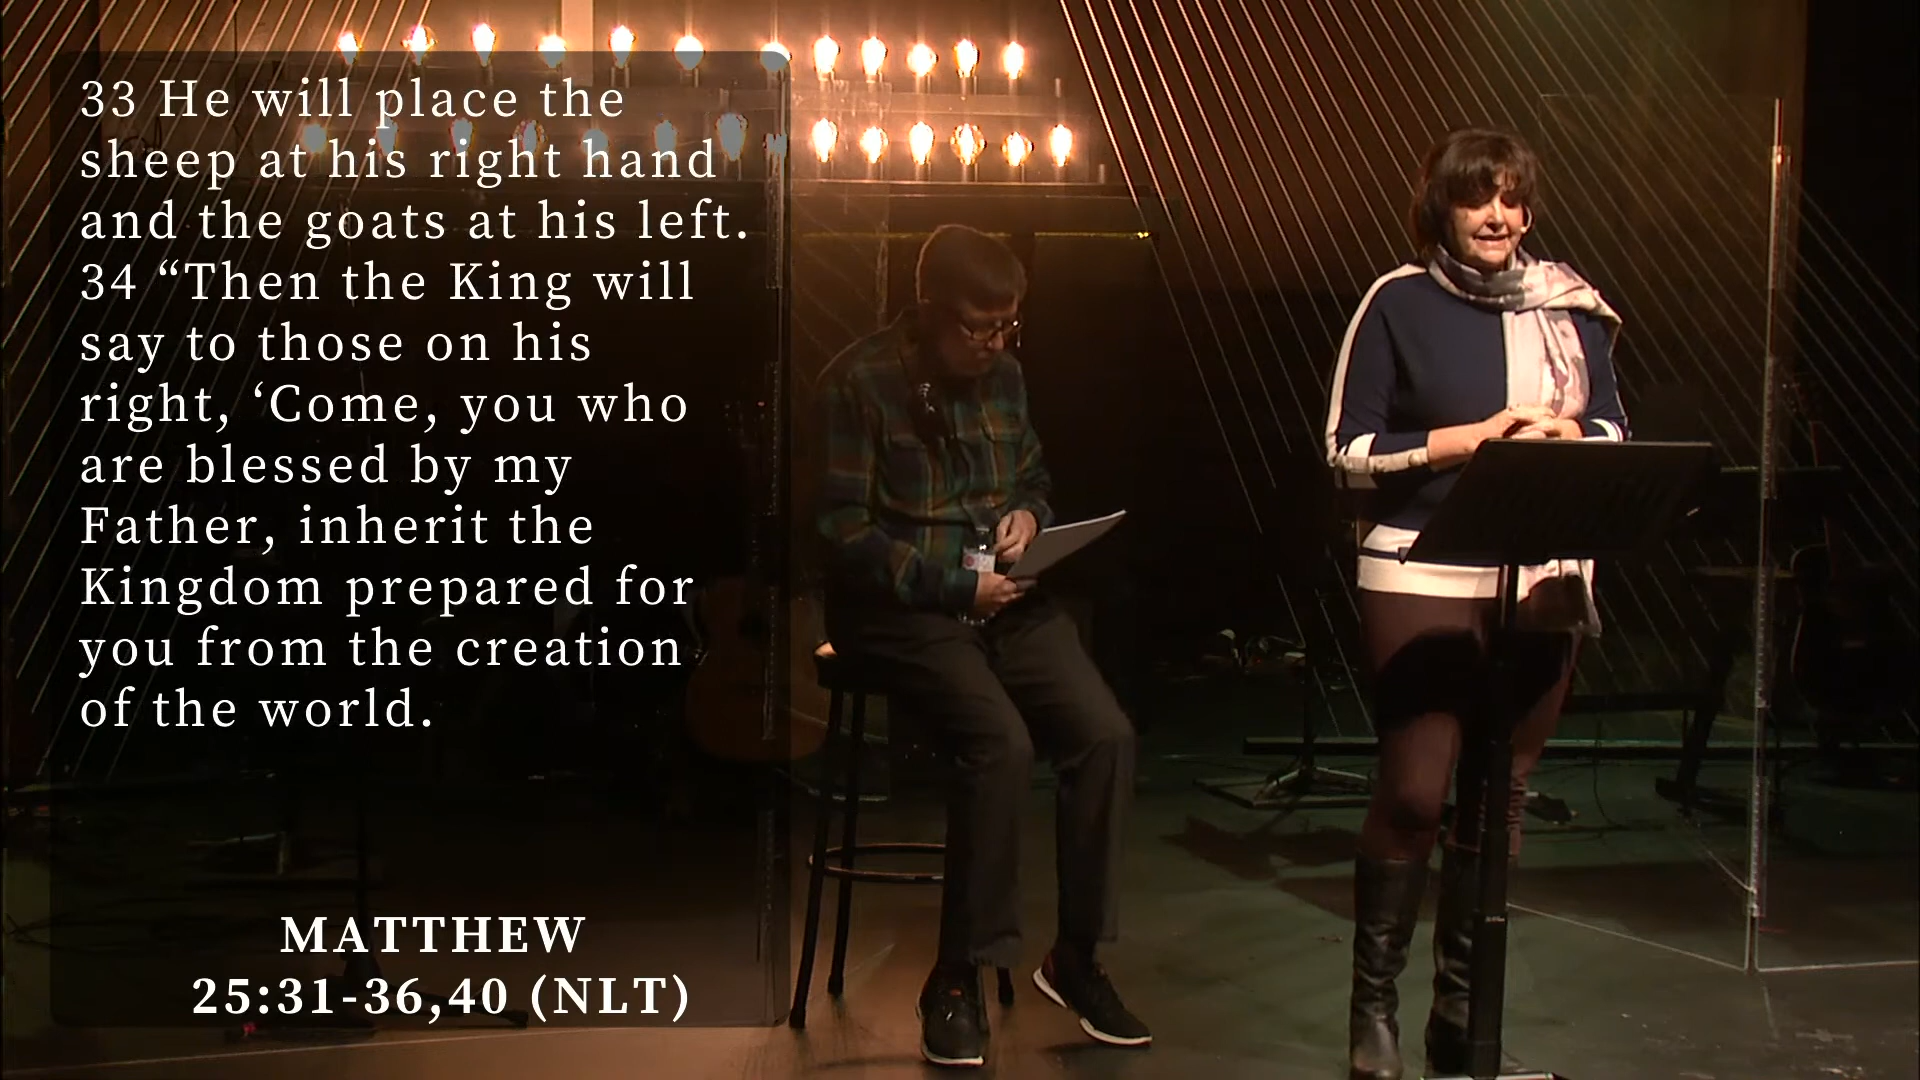 33 He will place the
sheep at his right hand
and the goats at his left.
34 “Then the King will
say to those on his
right, ‘Come, you who
are blessed by my
Father, inherit the
Kingdom prepared for
you from the creation
of the world.
MATTHEW
25:31-36,40 (NLT)